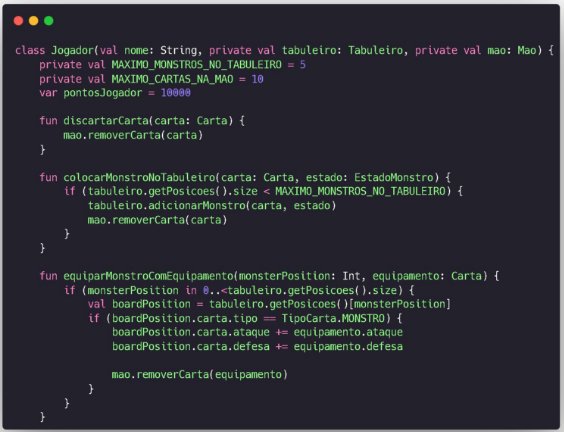 class Jogador(val nome: String, private val tabuleiro: Tabuleiro, private val mao: Mao) {
    private val MAXIMO_MONSTROS_NO_TABULEIRO = 5
    private val MAXIMO_CARTAS_NA_MAO = 10
    var pontosJogador = 10000

    fun discartarCarta(carta: Carta) {
        mao.removerCarta(carta)
    }

    fun colocarMonstroNoTabuleiro(carta: Carta, estado: EstadoMonstro) {
        if (tabuleiro.getPosicoes().size < MAXIMO_MONSTROS_NO_TABULEIRO) {
            tabuleiro.adicionarMonstro(carta, estado)
            mao.removerCarta(carta)
        }
    }

    fun equiparMonstroComEquipamento(monsterPosition: Int, equipamento: Carta) {
        if (monsterPosition in 0..<tabuleiro.getPosicoes().size) {
            val boardPosition = tabuleiro.getPosicoes()[monsterPosition]
            if (boardPosition.carta.tipo == TipoCarta.MONSTRO) {
                boardPosition.carta.ataque += equipamento.ataque
                boardPosition.carta.defesa += equipamento.defesa

                mao.removerCarta(equipamento)
            }
        }
    }